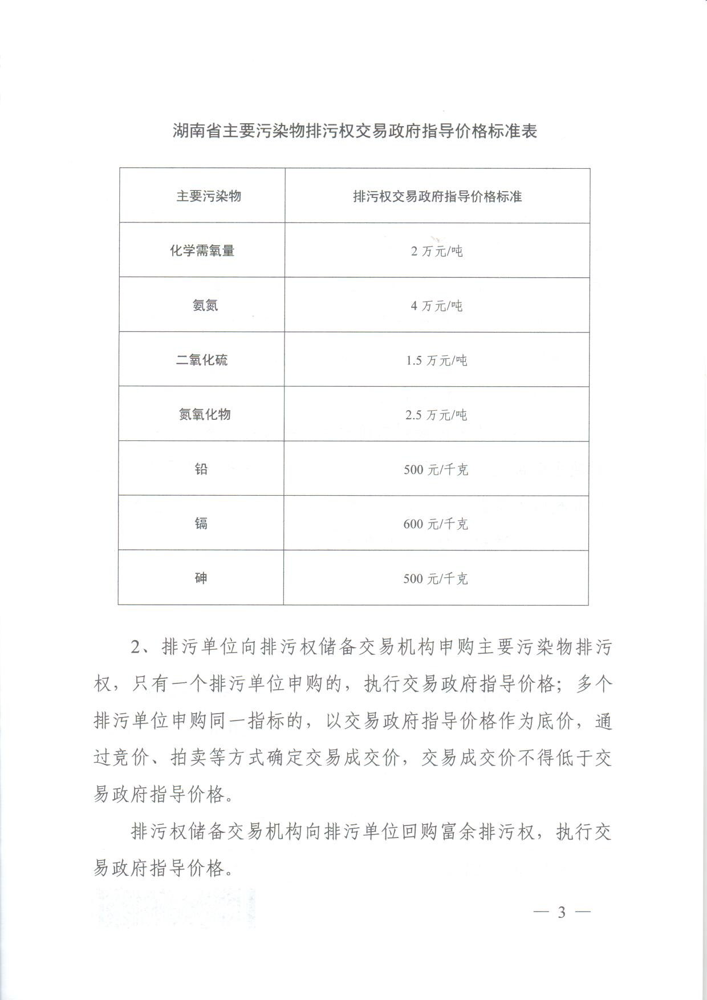 湖南省主要污染物排污权交易政府指导价格标准表
主要污染物 排污权交易政府指导价格标准
化学需氧量 2 万元/吨
氨氮 4 万元/吨
二氧化硫 1.5 万元/吨
氮氧化物 2.5 万元/吨
铅 500 元/千克
镉 600 元/千克
砷 500 元/千克
2、排污单位向排污权储备交易机构申购主要污染物排污
权，只有一个排污单位申购的，执行交易政府指导价格；多个
排污单位申购同一指标的，以交易政府指导价格作为底价，通
过竞价、拍卖等方式确定交易成交价，交易成交价不得低于交
易政府指导价格。
排污权储备交易机构向排污单位回购富余排污权，执行交
易政府指导价格。
— 3 —